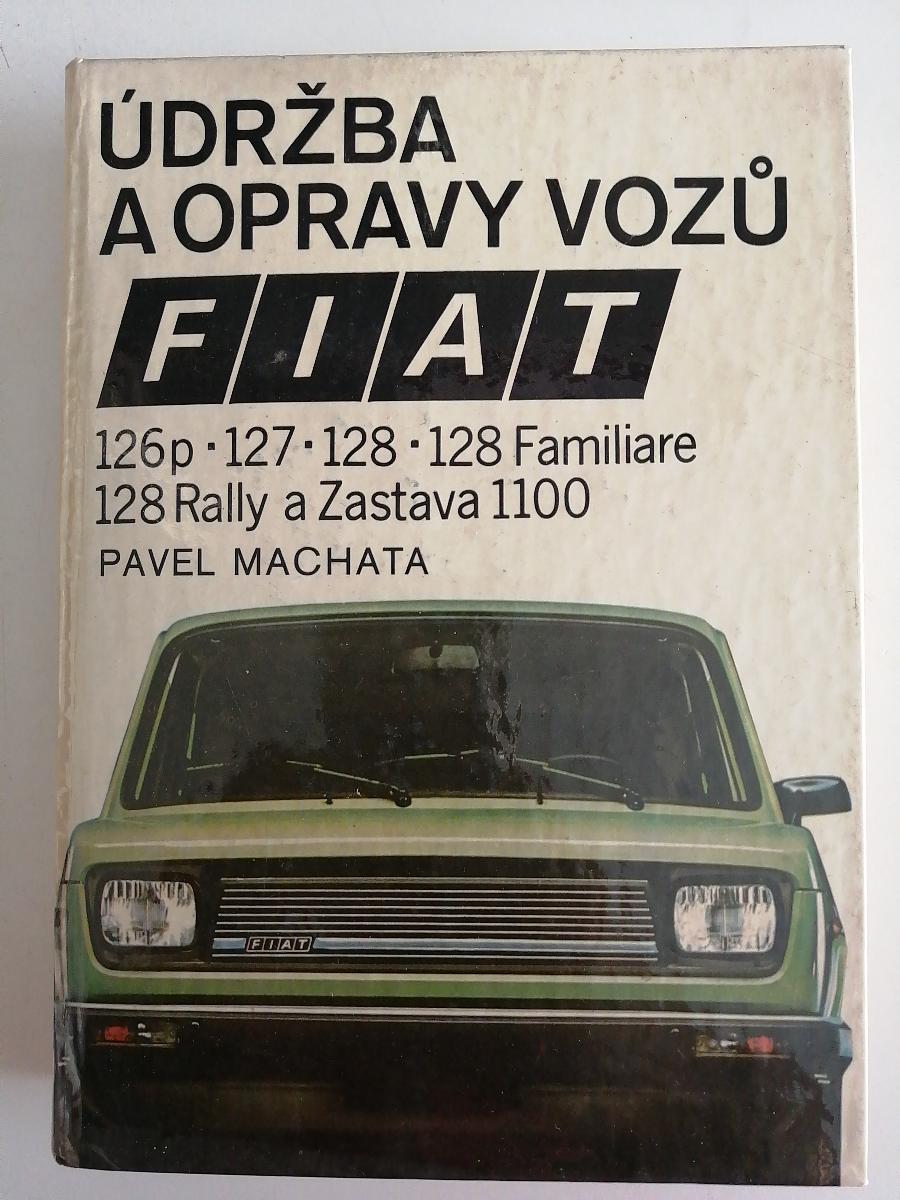 ÚDRŽBA
A OPRAVY VOZŮ
FIAT
126p · 127 · 128 · 128 Familiare
128 Rally a Zastava 1100
PAVEL MACHATA
FIAT